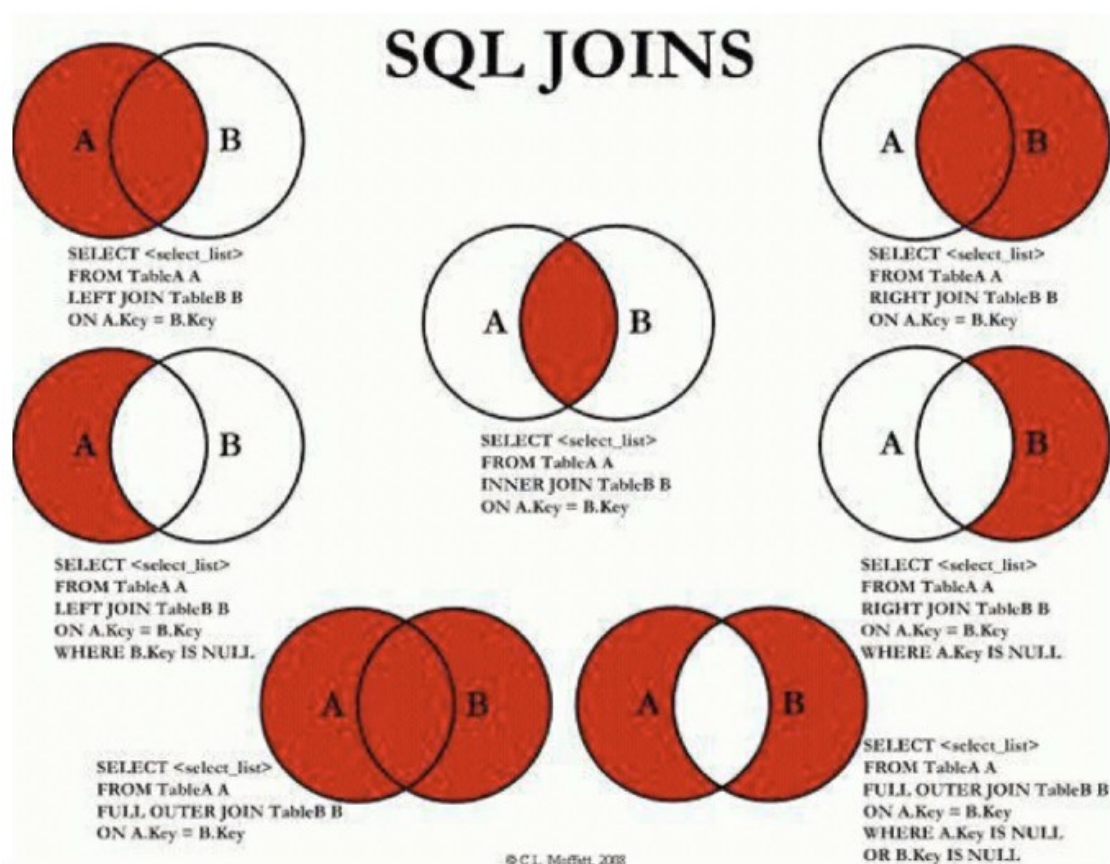 SQL JOINS
A B
SELECT <select_list>
FROM TableA A
LEFT JOIN TableB B
ON A.Key = B.Key
A B
SELECT <select_list>
FROM TableA A
RIGHT JOIN TableB B
ON A.Key = B.Key
A B
SELECT <select_list>
FROM TableA A
INNER JOIN TableB B
ON A.Key = B.Key
A B
SELECT <select_list>
FROM TableA A
LEFT JOIN TableB B
ON A.Key = B.Key
WHERE B.Key IS NULL
A B
SELECT <select_list>
FROM TableA A
RIGHT JOIN TableB B
ON A.Key = B.Key
WHERE A.Key IS NULL
A B
SELECT <select_list>
FROM TableA A
FULL OUTER JOIN TableB B
ON A.Key = B.Key
A B
SELECT <select_list>
FROM TableA A
FULL OUTER JOIN TableB B
ON A.Key = B.Key
WHERE A.Key IS NULL
OR B.Key IS NULL
© C.L. Moffatt, 2008